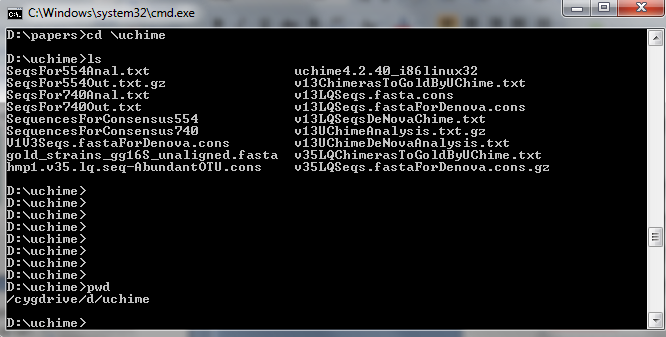 C:\Windows\system32\cmd.exe
D:\papers>cd \uchime
D:\uchime>ls
SeqsFor554Anal.txt uchime4.2.40_i86linux32
SeqsFor554Out.txt.gz v13ChimerasToGoldByUChime.txt
SeqsFor740Anal.txt v13LQSeqs.fasta.cons
SeqsFor740Out.txt v13LQSeqs.fastaForDenova.cons
SequencesForConsensus554 v13LQSeqsDeNovaChime.txt
SequencesForConsensus740 v13UChimeAnalysis.txt.gz
V1V3Seqs.fastaForDenova.cons v13UChimeDeNovaAnalysis.txt
gold_strains_gg16S_unaligned.fasta v35LQChimerasToGoldByUChime.txt
hmp1.v35.lq.seq-AbundantOTU.cons v35LQSeqs.fastaForDenova.cons.gz
D:\uchime>
D:\uchime>
D:\uchime>
D:\uchime>
D:\uchime>
D:\uchime>
D:\uchime>
D:\uchime>
D:\uchime>pwd
/cygdrive/d/uchime
D:\uchime>